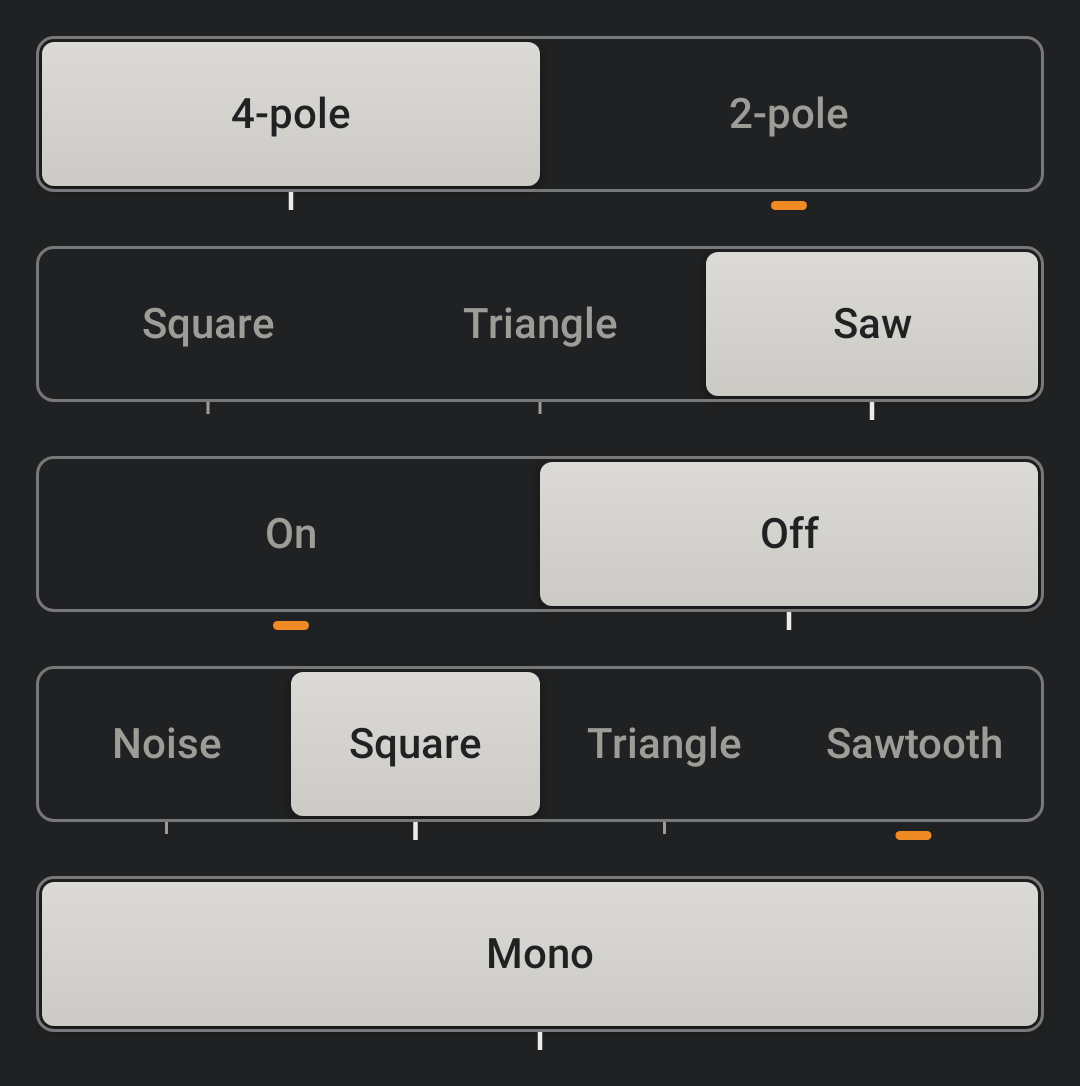 4-pole 2-pole
Square Triangle Saw
On Off
Noise Square Triangle Sawtooth
Mono